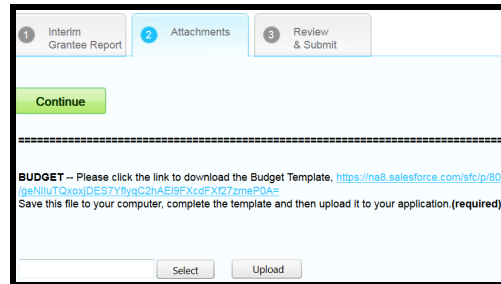 1 Interim Grantee Report
2 Attachments
3 Review & Submit
Continue
================================================================
BUDGET -- Please click the link to download the Budget Template, https://na8.salesforce.com/sfc/p/80
/geNIIuTQxoxjDES7YflyqC2hAEI9FXcdFXf27zmeP0A=
Save this file to your computer, complete the template and then upload it to your application.(required)
Select Upload